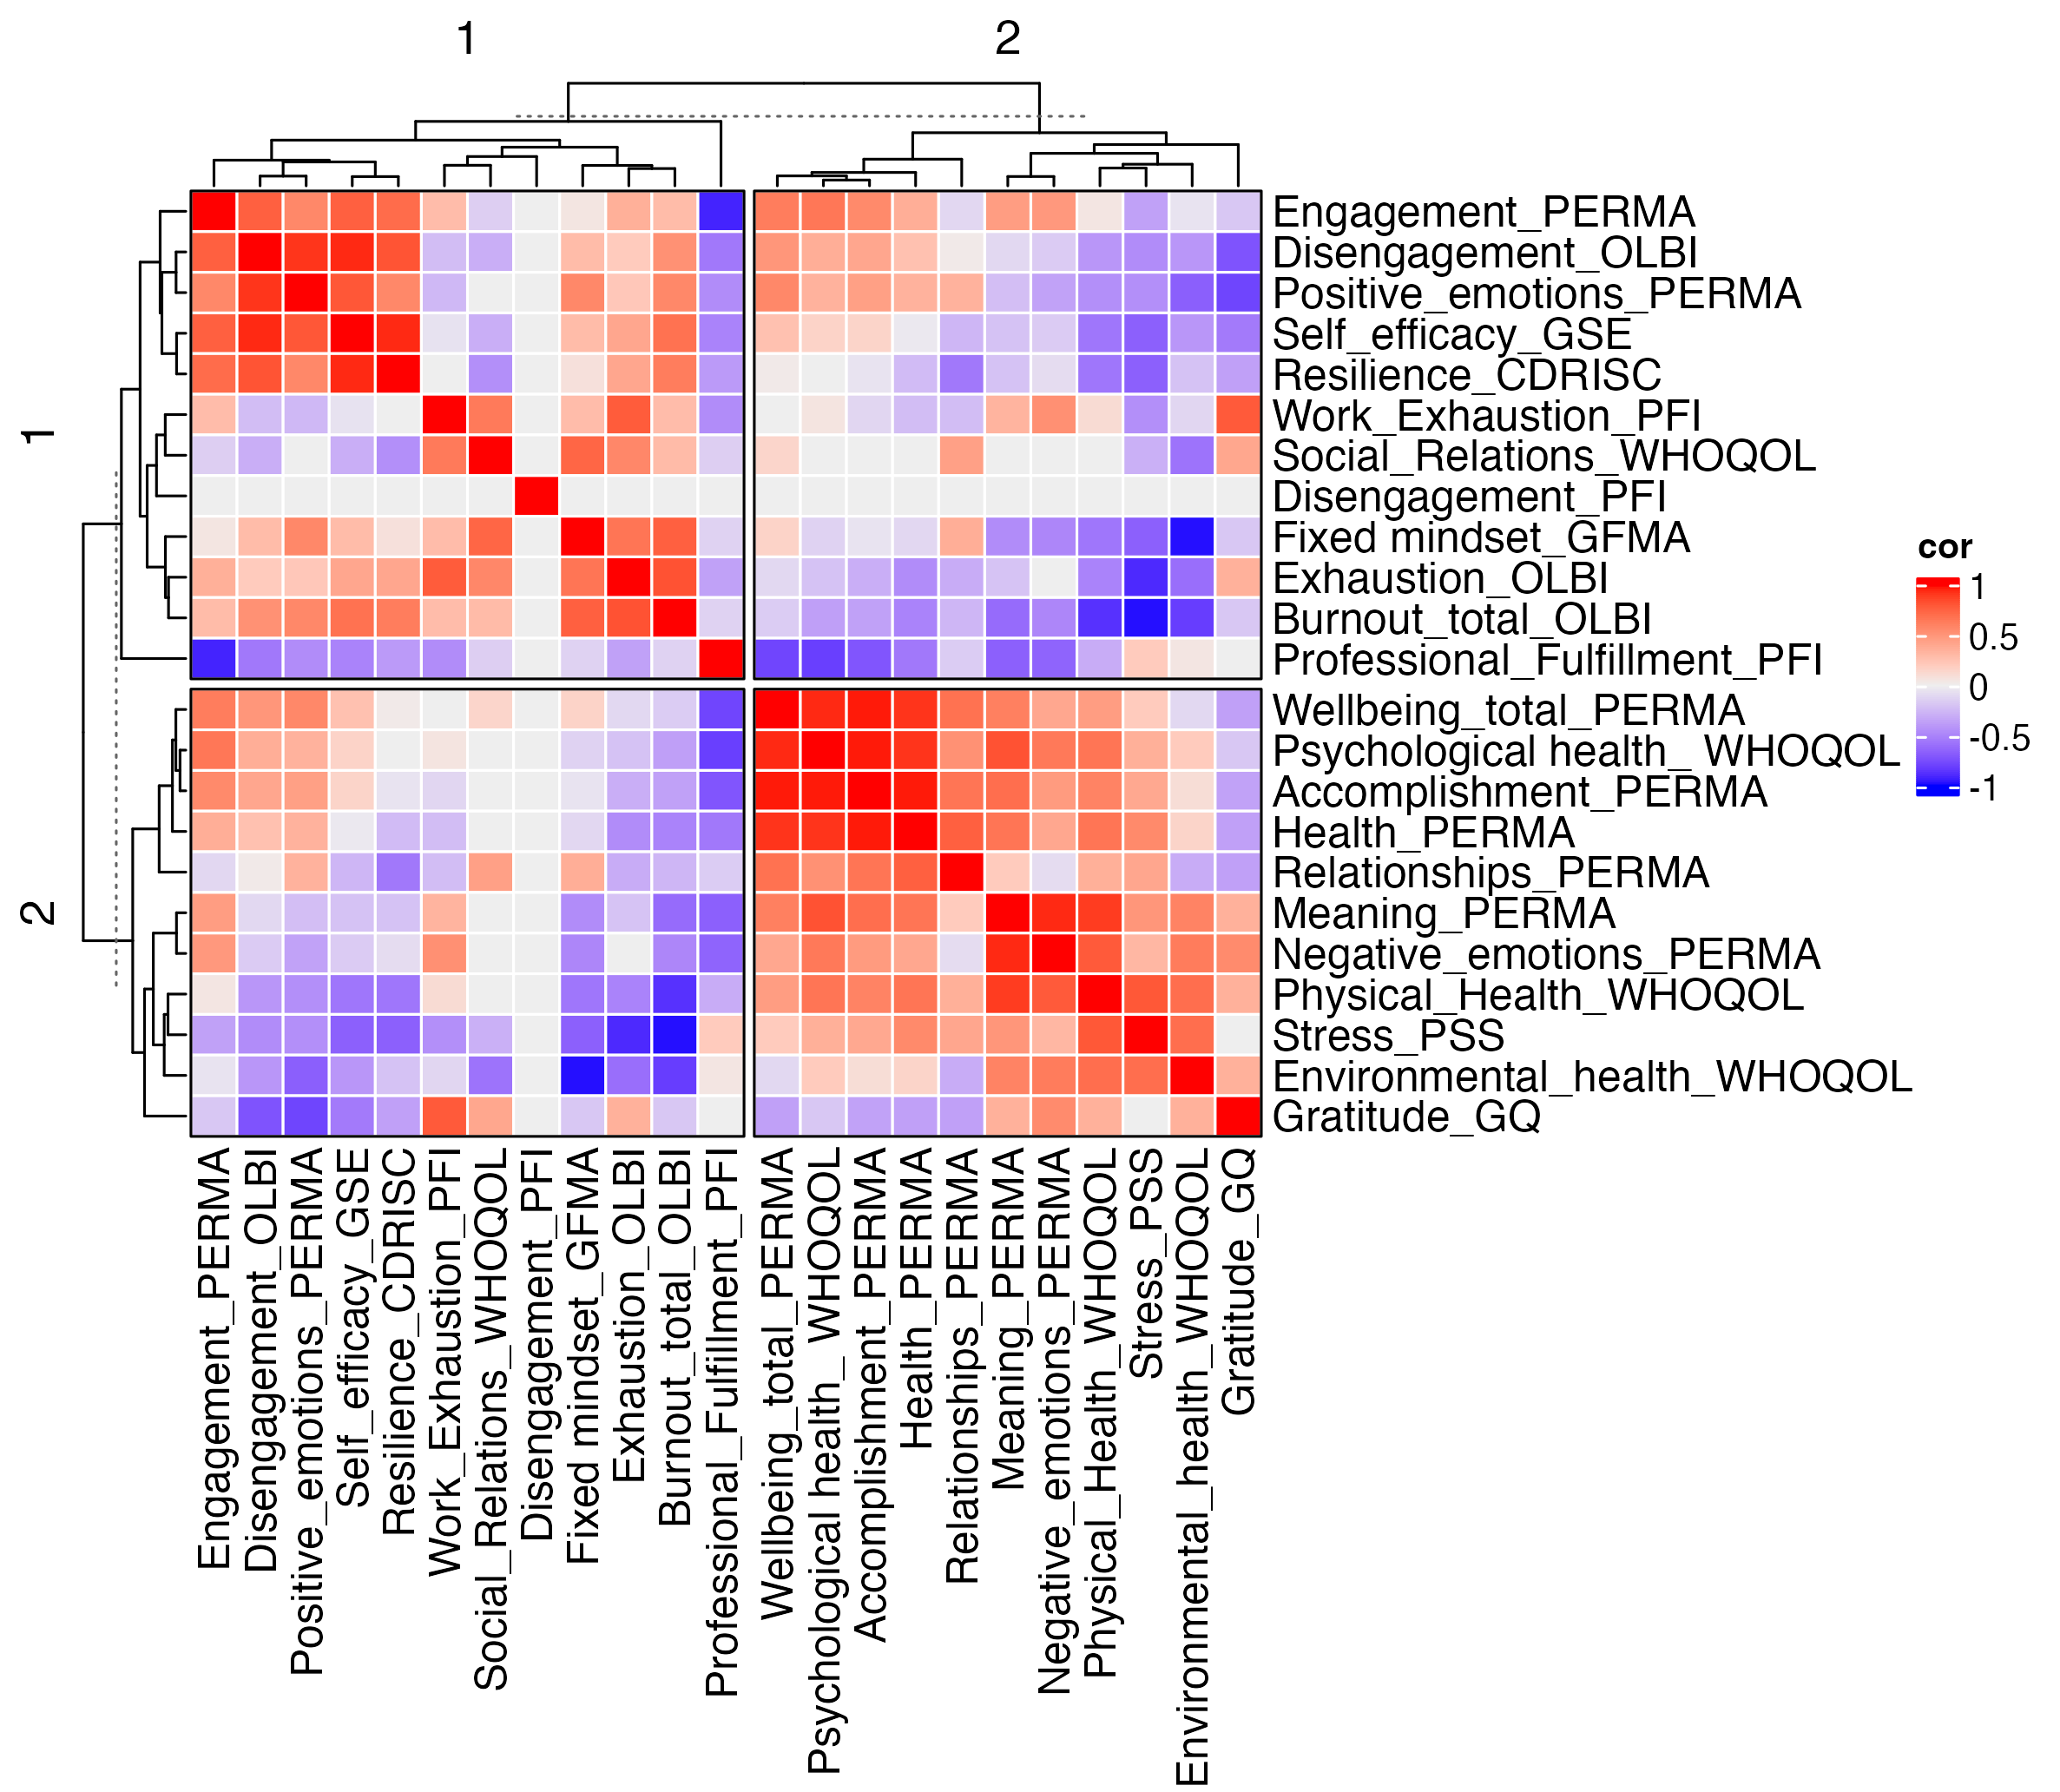 1
2
1
2
Engagement_PERMA
Disengagement_OLBI
Positive_emotions_PERMA
Self_efficacy_GSE
Resilience_CDRISC
Work_Exhaustion_PFI
Social_Relations_WHOQOL
Disengagement_PFI
Fixed mindset_GFMA
Exhaustion_OLBI
Burnout_total_OLBI
Professional_Fulfillment_PFI
Wellbeing_total_PERMA
Psychological health_ WHOQOL
Accomplishment_PERMA
Health_PERMA
Relationships_PERMA
Meaning_PERMA
Negative_emotions_PERMA
Physical_Health_WHOQOL
Stress_PSS
Environmental_health_WHOQOL
Gratitude_GQ
cor
1
0.5
0
-0.5
-1
Engagement_PERMA
Disengagement_OLBI
Positive_emotions_PERMA
Self_efficacy_GSE
Resilience_CDRISC
Work_Exhaustion_PFI
Social_Relations_WHOQOL
Disengagement_PFI
Fixed mindset_GFMA
Exhaustion_OLBI
Burnout_total_OLBI
Professional_Fulfillment_PFI
Wellbeing_total_PERMA
Psychological health_ WHOQOL
Accomplishment_PERMA
Health_PERMA
Relationships_PERMA
Meaning_PERMA
Negative_emotions_PERMA
Physical_Health_WHOQOL
Stress_PSS
Environmental_health_WHOQOL
Gratitude_GQ